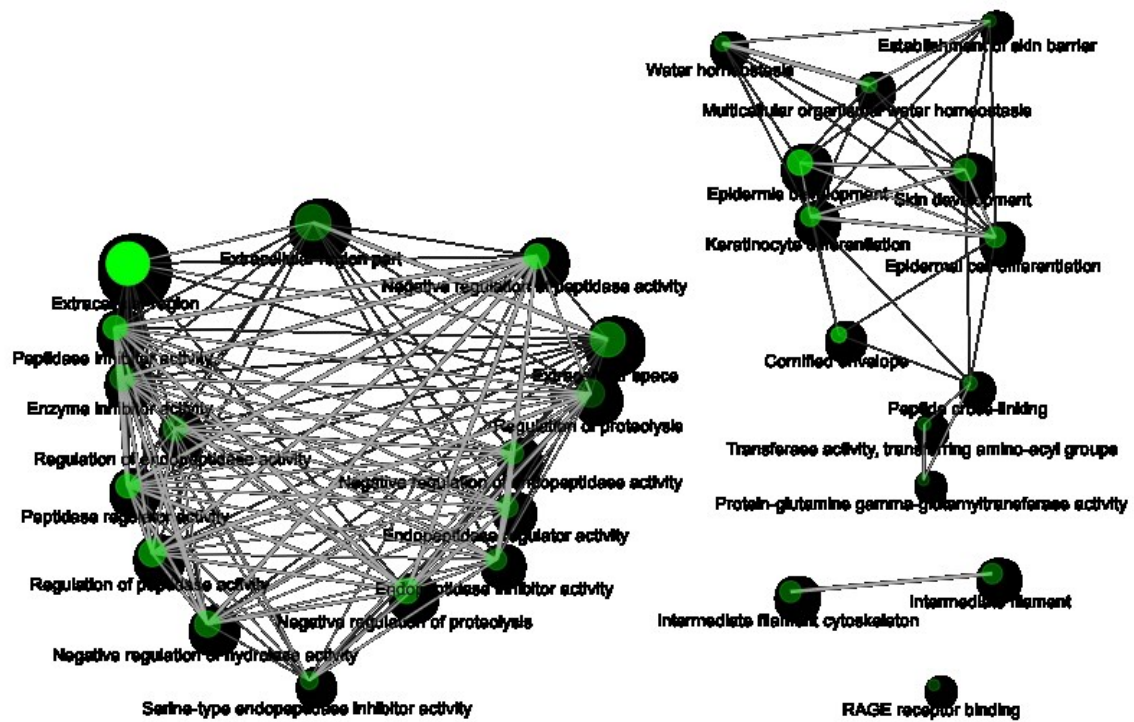 Establishment of skin barrier
Water homeostasis
Multicellular organismal water homeostasis
Epidermis development
Skin development
Keratinocyte differentiation
Epidermal cell differentiation
Cornified envelope
Peptide cross-linking
Transferase activity, transferring amino-acyl groups
Protein-glutamine gamma-glutamyltransferase activity
Intermediate filament
Intermediate filament cytoskeleton
RAGE receptor binding
Extracellular region part
Negative regulation of peptidase activity
Extracellular region
Peptidase inhibitor activity
Extracellular space
Enzyme inhibitor activity
Regulation of proteolysis
Regulation of endopeptidase activity
Negative regulation of endopeptidase activity
Peptidase regulator activity
Endopeptidase regulator activity
Regulation of peptidase activity
Endopeptidase inhibitor activity
Negative regulation of proteolysis
Negative regulation of hydrolase activity
Serine-type endopeptidase inhibitor activity